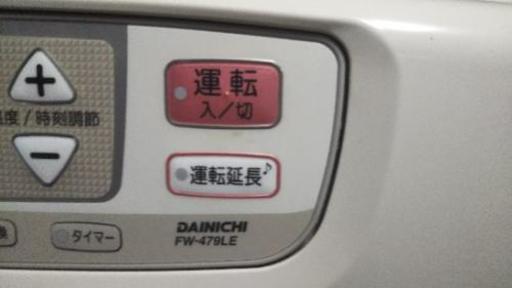 運転
入/切
度/時刻調節
運転延長♪
換
タイマー
DAINICHI
FW-479LE